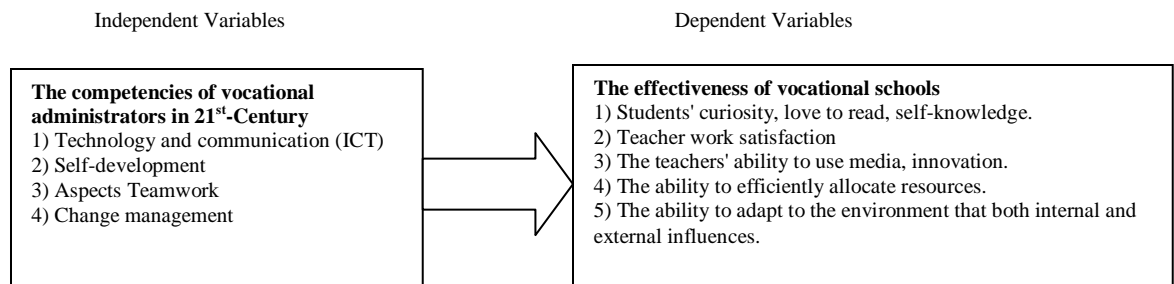 Independent Variables
Dependent Variables
The competencies of vocational
administrators in 21st-Century
1) Technology and communication (ICT)
2) Self-development
3) Aspects Teamwork
4) Change management
The effectiveness of vocational schools
1) Students' curiosity, love to read, self-knowledge.
2) Teacher work satisfaction
3) The teachers' ability to use media, innovation.
4) The ability to efficiently allocate resources.
5) The ability to adapt to the environment that both internal and
external influences.